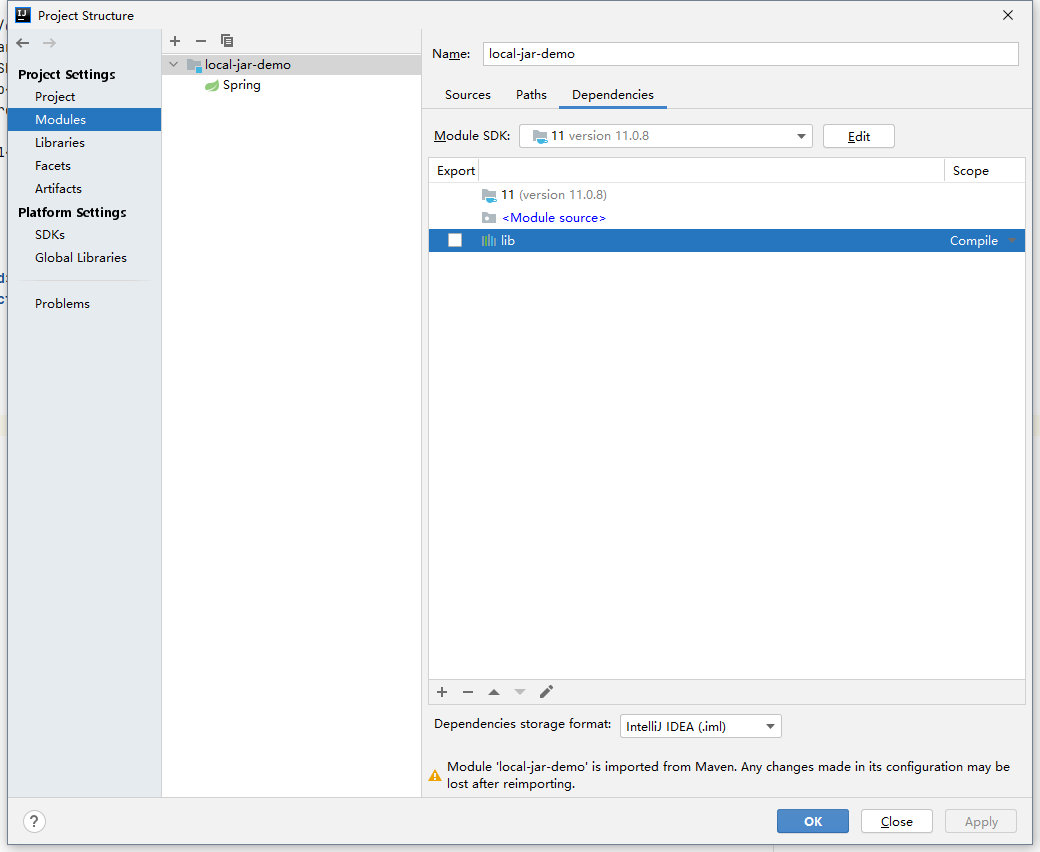 Project Structure
Project Settings
Project
Modules
Libraries
Facets
Artifacts
Platform Settings
SDKs
Global Libraries
Problems
local-jar-demo
Spring
Name: local-jar-demo
Sources Paths Dependencies
Module SDK: 11 version 11.0.8 Edit
Export Scope
11 (version 11.0.8)
<Module source>
lib Compile
Dependencies storage format: IntelliJ IDEA (.iml)
Module 'local-jar-demo' is imported from Maven. Any changes made in its configuration may be
lost after reimporting.
? OK Close Apply